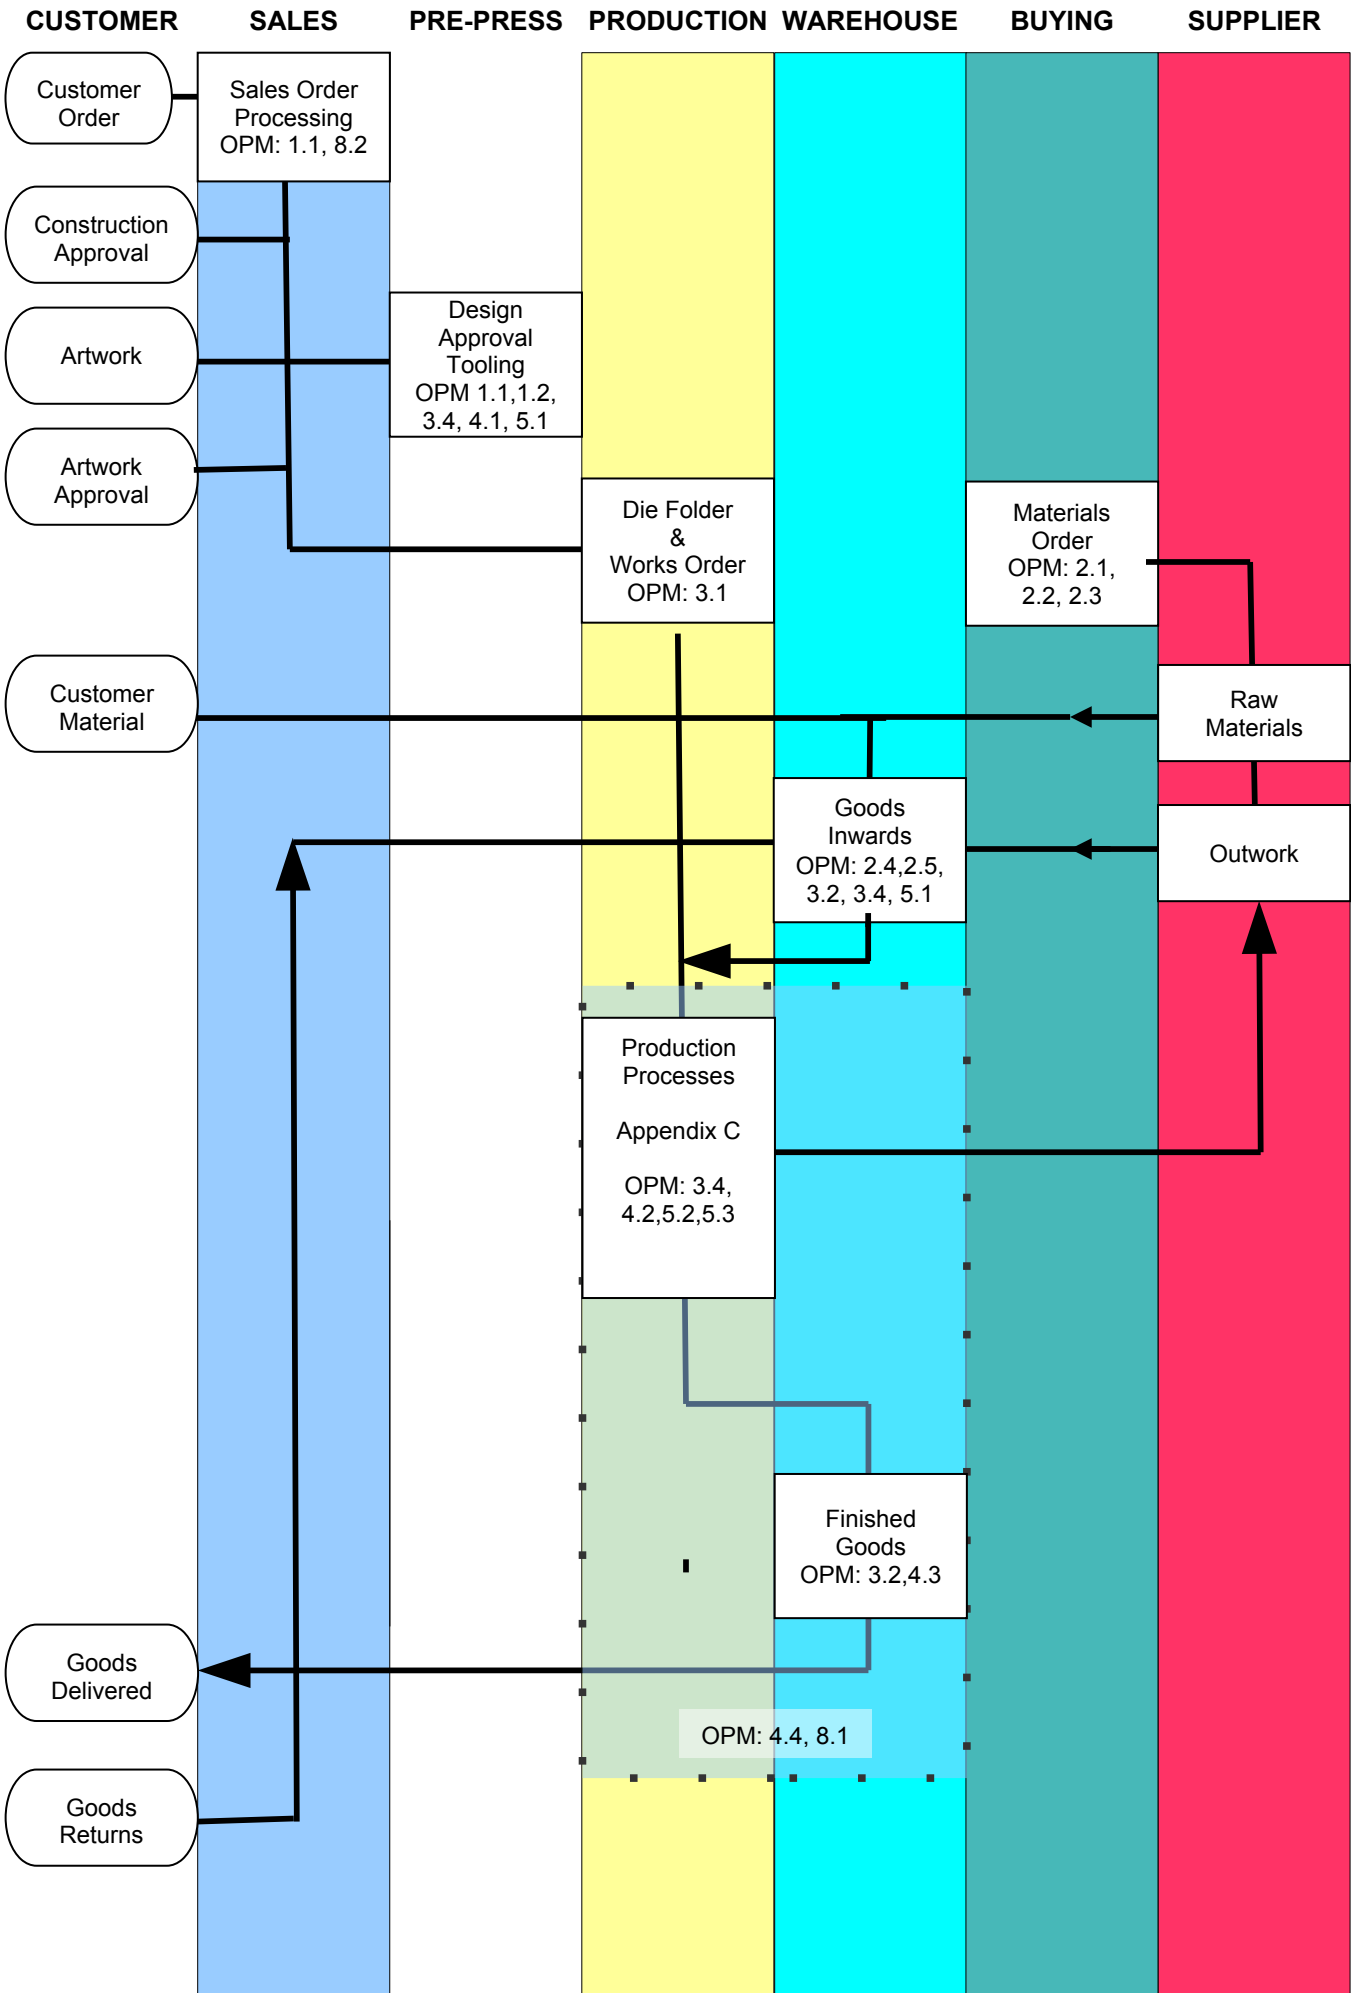 CUSTOMER SALES PRE-PRESS PRODUCTION WAREHOUSE BUYING SUPPLIER
Customer
Order
Sales Order
Processing
OPM: 1.1, 8.2
Construction
Approval
Artwork
Design
Approval
Tooling
OPM 1.1,1.2,
3.4, 4.1, 5.1
Artwork
Approval
Die Folder
&
Works Order
OPM: 3.1
Materials
Order
OPM: 2.1,
2.2, 2.3
Customer
Material
Raw
Materials
Goods
Inwards
OPM: 2.4,2.5,
3.2, 3.4, 5.1
Outwork
Production
Processes
Appendix C
OPM: 3.4,
4.2,5.2,5.3
Finished
Goods
OPM: 3.2,4.3
Goods
Delivered
OPM: 4.4, 8.1
Goods
Returns